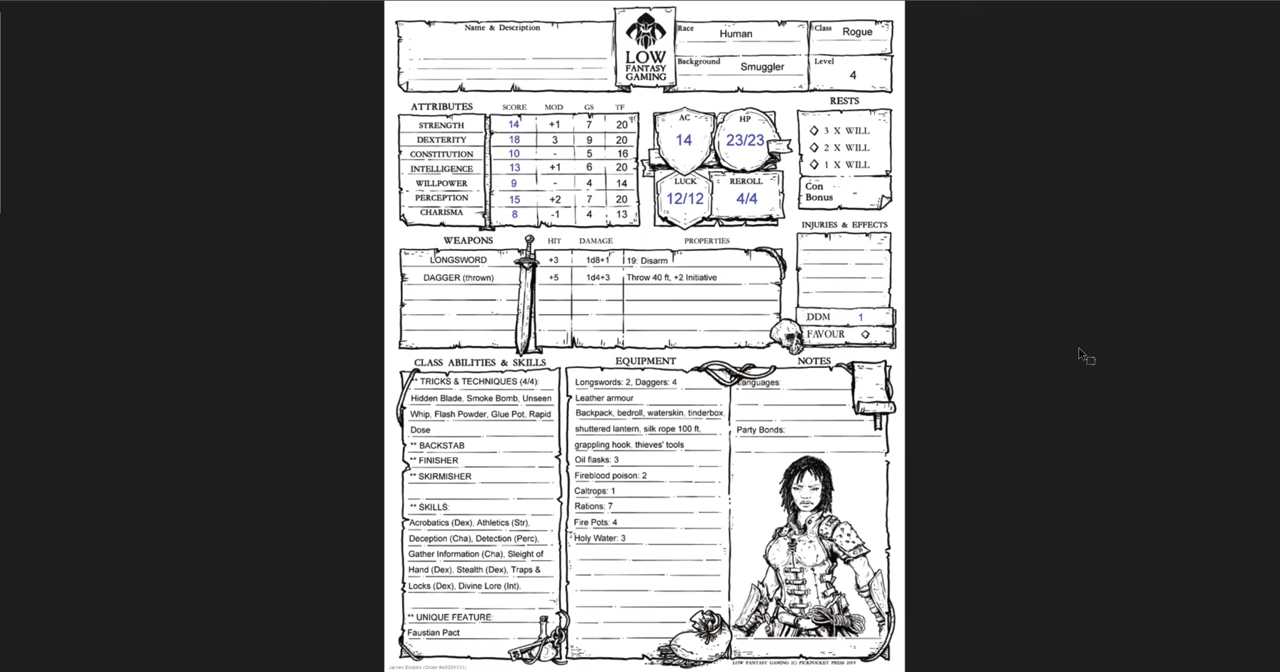 Name & Description
LOW
FANTASY
GAMING
Race
Human
Class
Rogue
Background
Smuggler
Level
4
ATTRIBUTES SCORE MOD GS TF
STRENGTH 14 +1 7 20
DEXTERITY 18 3 9 20
CONSTITUTION 10 - 5 16
INTELLIGENCE 13 +1 6 20
WILLPOWER 9 - 4 14
PERCEPTION 15 +2 7 20
CHARISMA 8 -1 4 13
AC
14
HP
23/23
LUCK
12/12
REROLL
4/4
RESTS
3 X WILL
2 X WILL
1 X WILL
Con
Bonus -
WEAPONS HIT DAMAGE PROPERTIES
LONGSWORD +3 1d8+1 19: Disarm
DAGGER (thrown) +5 1d4+3 Throw 40 ft, +2 Initiative
INJURIES & EFFECTS
DDM 1
FAVOUR
CLASS ABILITIES & SKILLS
** TRICKS & TECHNIQUES (4/4):
Hidden Blade, Smoke Bomb, Unseen
Whip, Flash Powder, Glue Pot, Rapid
Dose
** BACKSTAB
** FINISHER
** SKIRMISHER
** SKILLS:
Acrobatics (Dex), Athletics (Str),
Deception (Cha), Detection (Perc),
Gather Information (Cha), Sleight of
Hand (Dex), Stealth (Dex), Traps &
Locks (Dex), Divine Lore (Int).
** UNIQUE FEATURE:
Faustian Pact
EQUIPMENT
Longswords: 2, Daggers: 4
Leather armour
Backpack, bedroll, waterskin, tinderbox,
shuttered lantern, silk rope 100 ft,
grappling hook, thieves' tools
Oil flasks: 3
Fireblood poison: 2
Caltrops: 1
Rations: 7
Fire Pots: 4
Holy Water: 3
NOTES
Languages:
Party Bonds:
LOW FANTASY GAMING (C) PICKPOCKET PRESS 2019